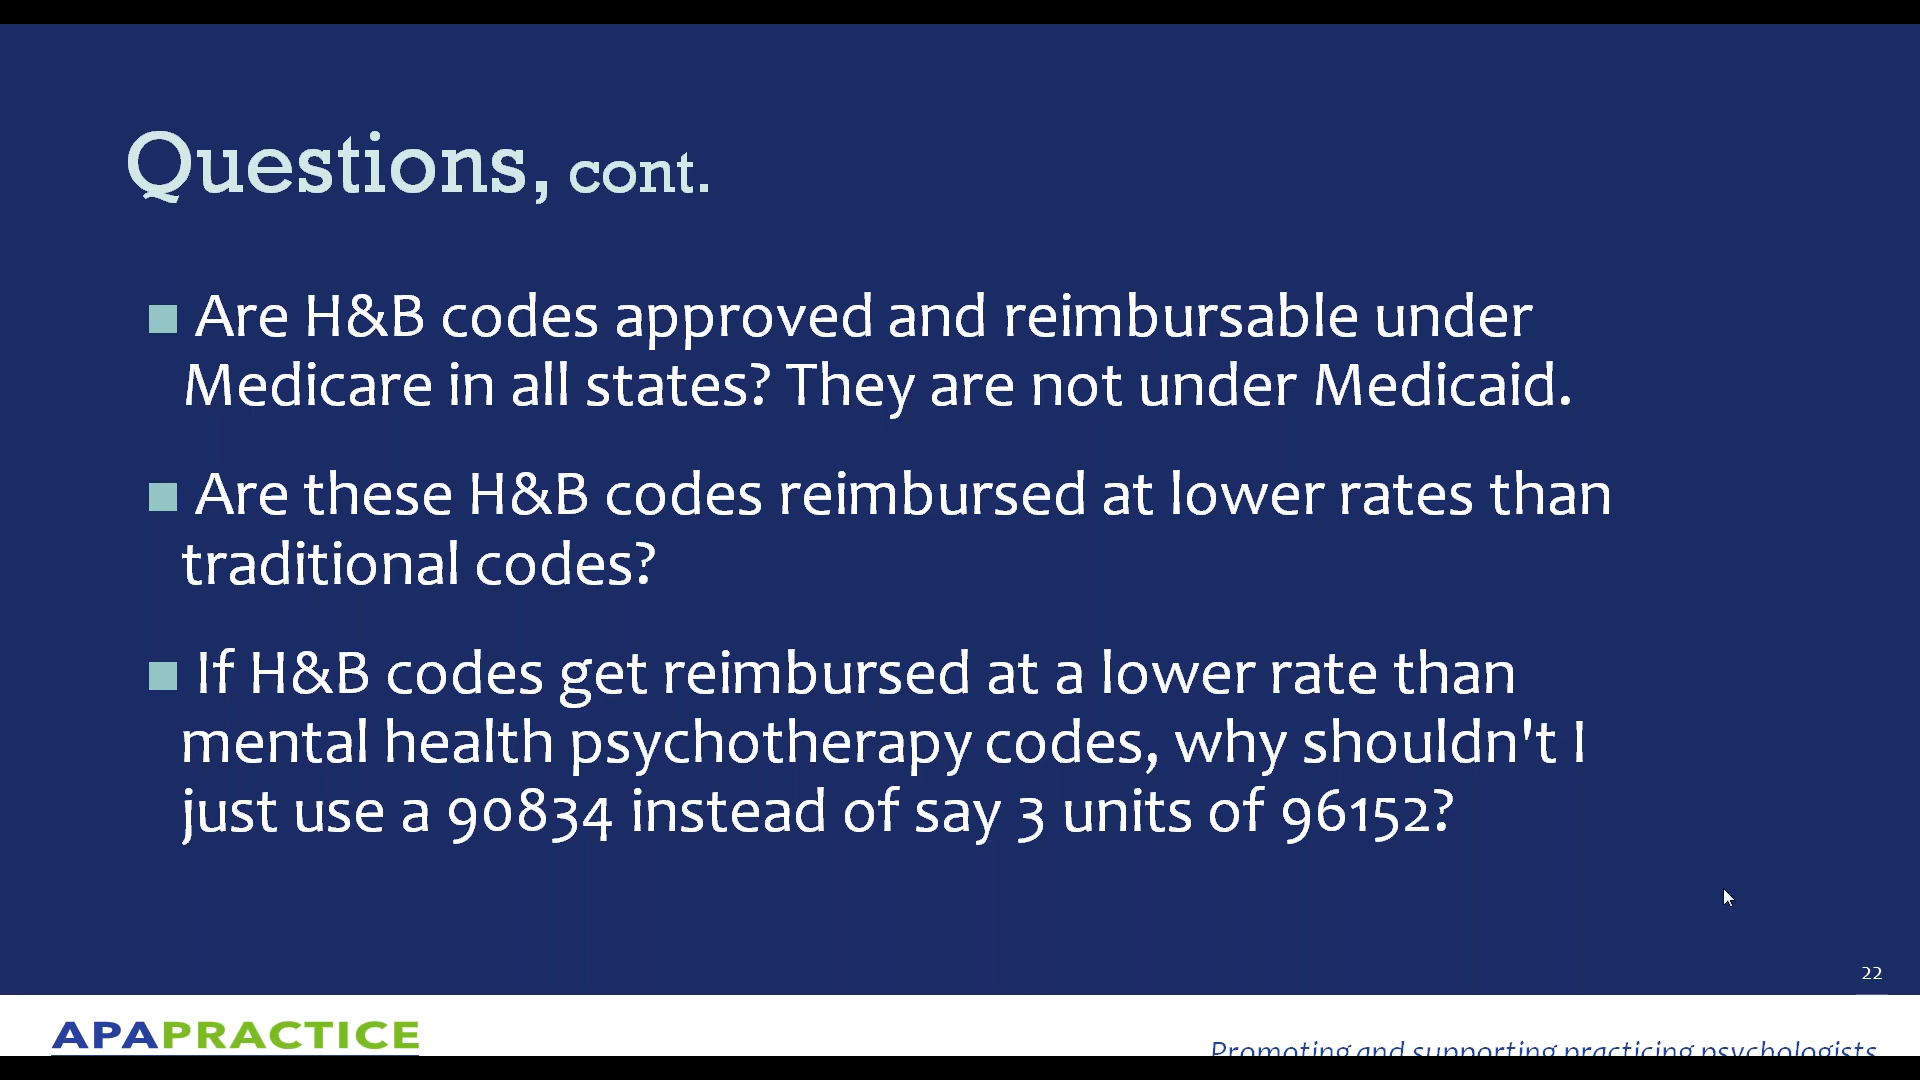 Questions, cont.
Are H&B codes approved and reimbursable under
Medicare in all states? They are not under Medicaid.
Are these H&B codes reimbursed at lower rates than
traditional codes?
If H&B codes get reimbursed at a lower rate than
mental health psychotherapy codes, why shouldn't I
just use a 90834 instead of say 3 units of 96152?
22
APAPRACTICE
Promoting and supporting practicing psychologists